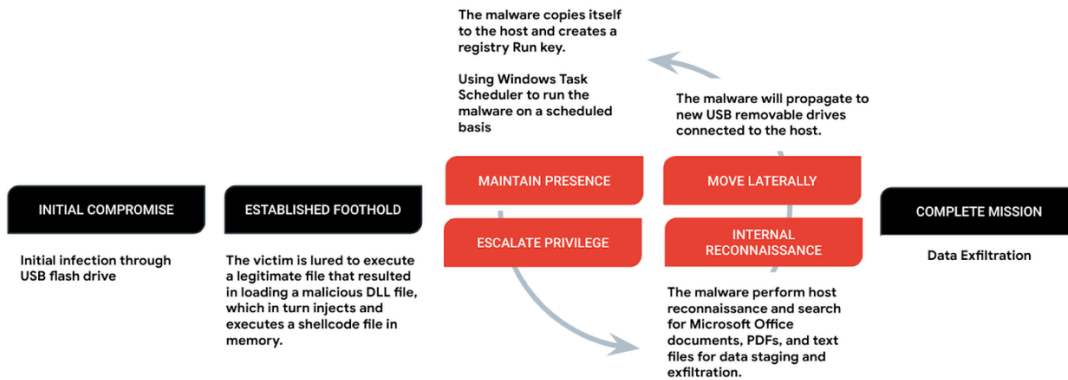 The malware copies itself
to the host and creates a
registry Run key.
Using Windows Task
Scheduler to run the
malware on a scheduled
basis
The malware will propagate to
new USB removable drives
connected to the host.
INITIAL COMPROMISE
Initial infection through
USB flash drive
ESTABLISHED FOOTHOLD
The victim is lured to execute
a legitimate file that resulted
in loading a malicious DLL file,
which in turn injects and
executes a shellcode file in
memory.
MAINTAIN PRESENCE
MOVE LATERALLY
ESCALATE PRIVILEGE
INTERNAL
RECONNAISSANCE
The malware perform host
reconnaissance and search
for Microsoft Office
documents, PDFs, and text
files for data staging and
exfiltration.
COMPLETE MISSION
Data Exfiltration